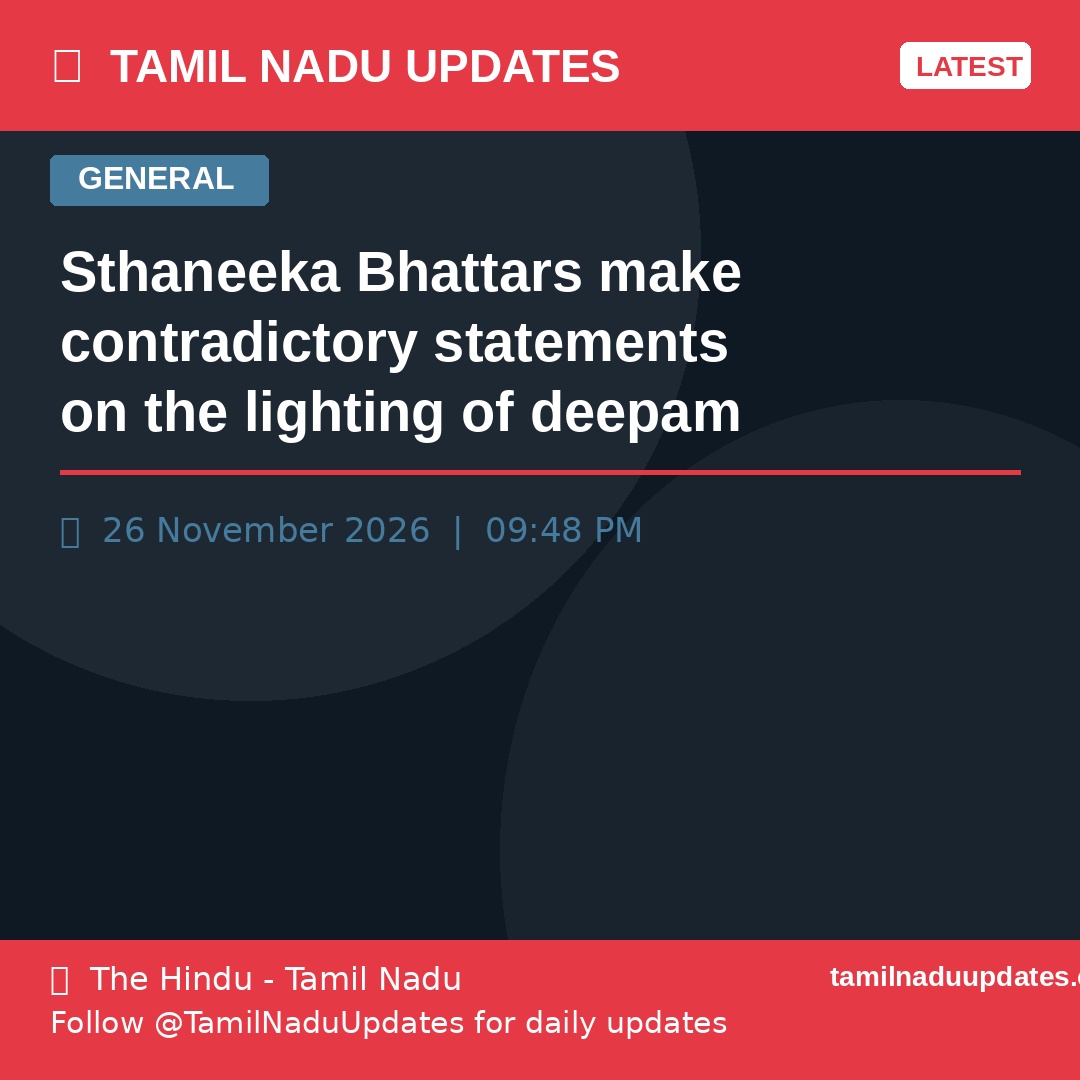 TAMIL NADU UPDATES
LATEST
GENERAL
Sthaneeka Bhattars make
contradictory statements
on the lighting of deepam
26 November 2026 | 09:48 PM
The Hindu - Tamil Nadu
tamilnaduupdates.
Follow @TamilNaduUpdates for daily updates